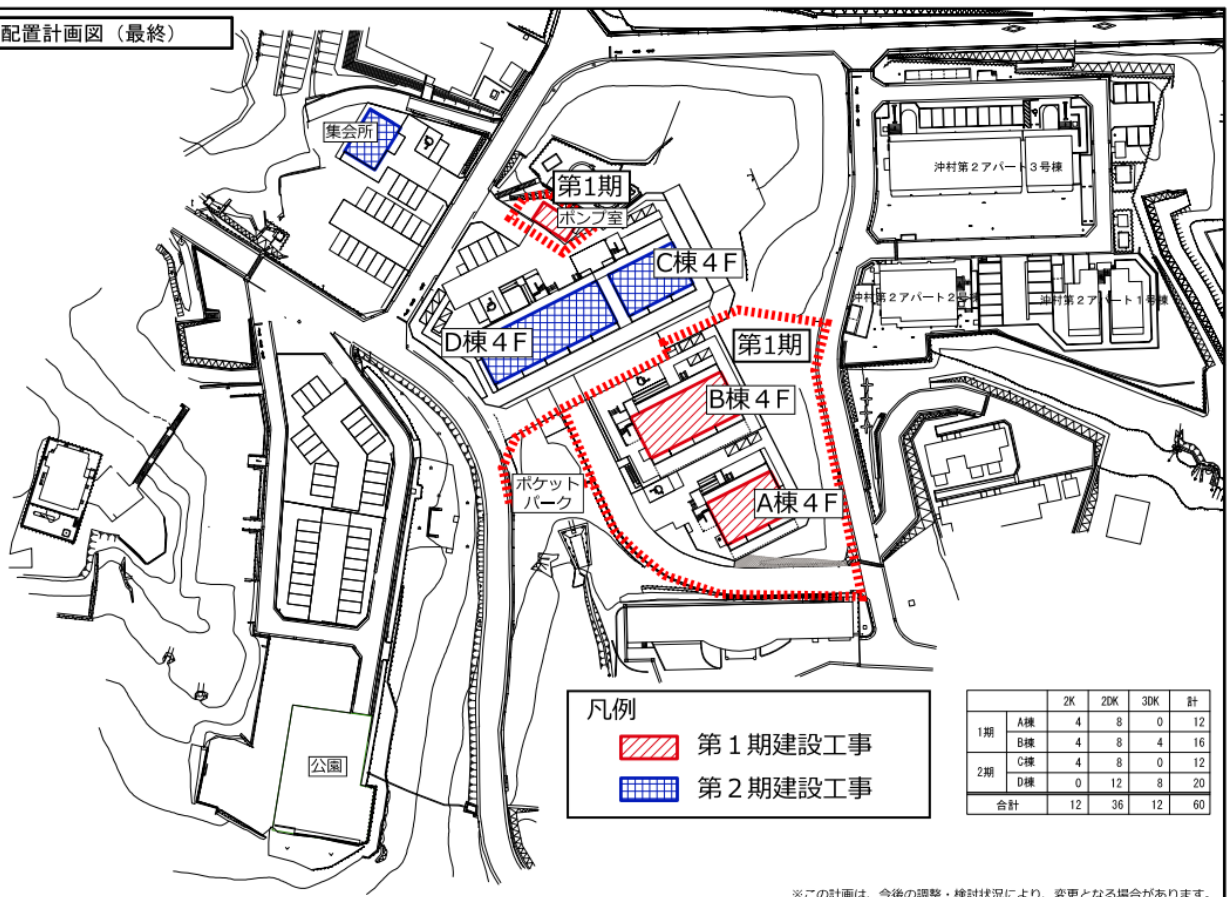 配置計画図（最終）
集会所
第1期
ポンプ室
C棟４Ｆ
D棟４Ｆ
第1期
B棟４Ｆ
A棟４Ｆ
ポケット
パーク
公園
沖村第２アパート３号棟
沖村第２アパート２号棟
沖村第２アパート１号棟
凡例
第１期建設工事
第２期建設工事
2K 2DK 3DK 計
1期 A棟 4 8 0 12
B棟 4 8 4 16
2期 C棟 4 8 0 12
D棟 0 12 8 20
合計 12 36 12 60
※この計画は、今後の調整・検討状況により、変更となる場合があります。